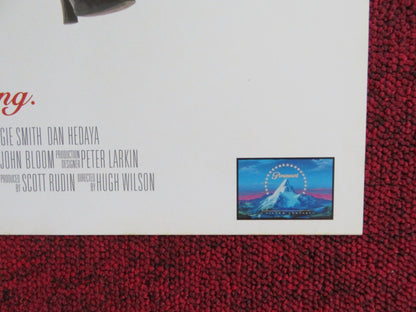 ng.
GIE SMITH DAN HEDAYA
JOHN BLOOM PRODUCTION DESIGNER PETER LARKIN
PRODUCED BY SCOTT RUDIN DIRECTED BY HUGH WILSON
Paramount